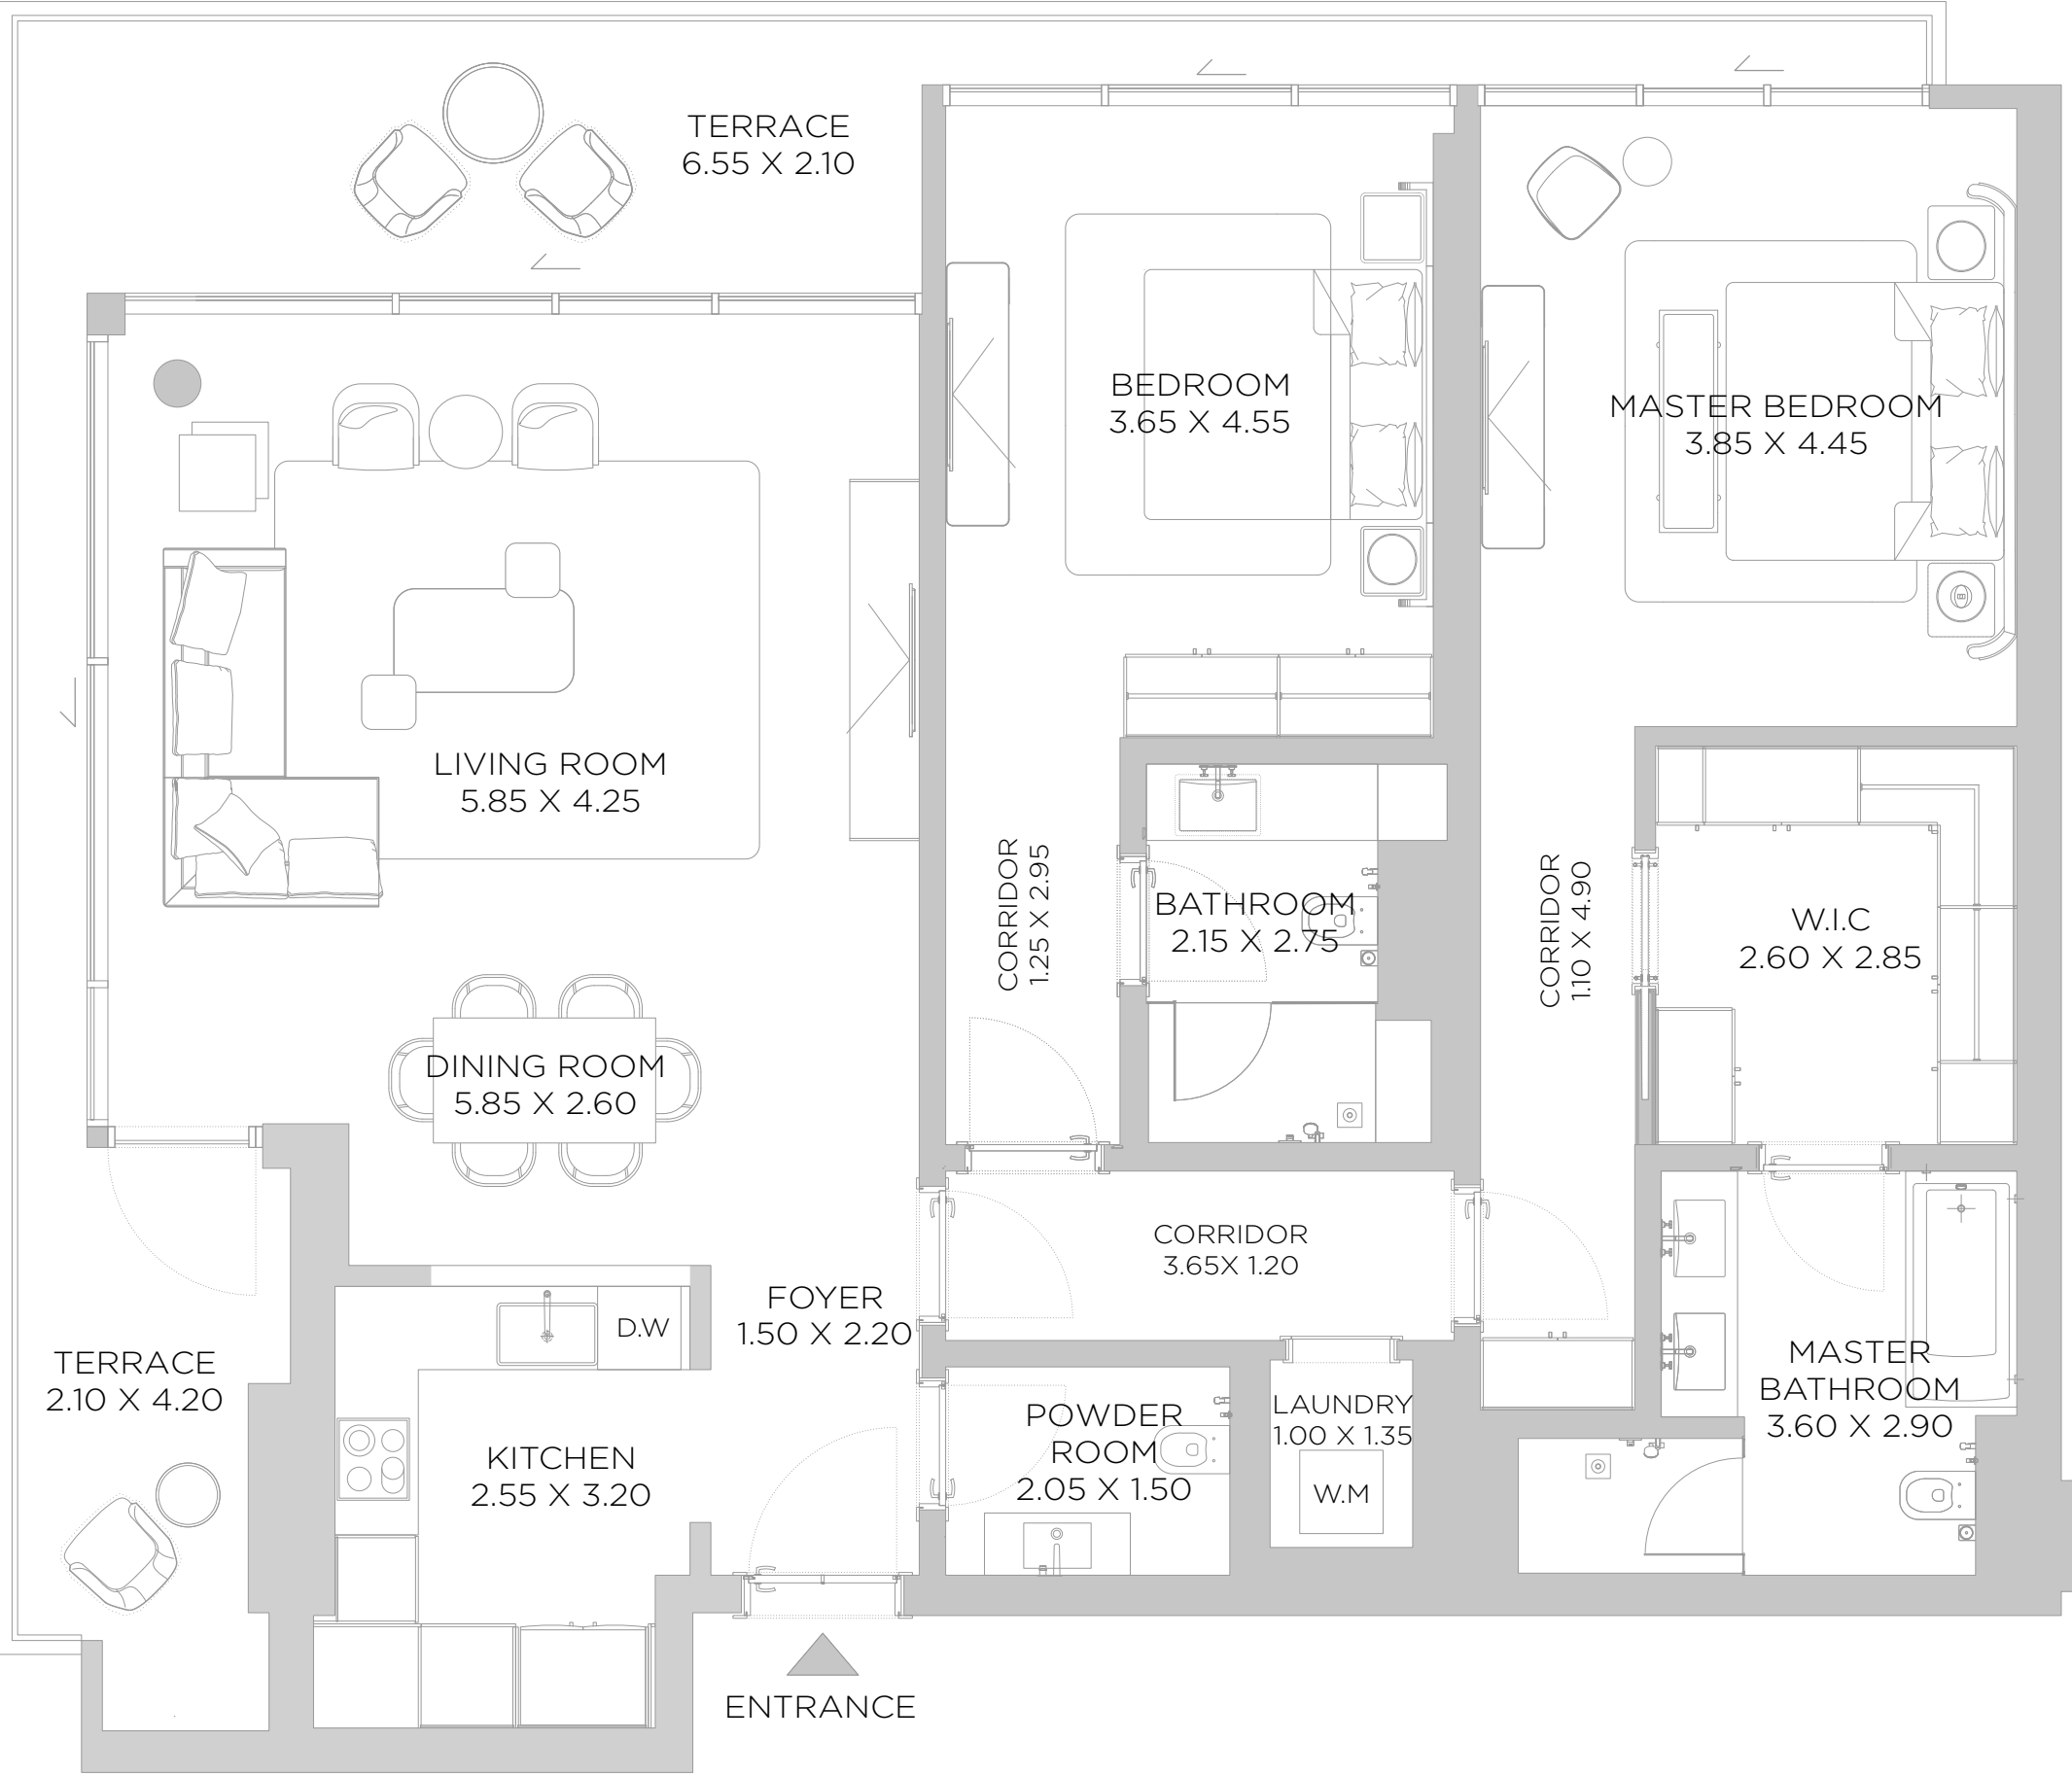 TERRACE
6.55 X 2.10
BEDROOM
3.65 X 4.55
MASTER BEDROOM
3.85 X 4.45
LIVING ROOM
5.85 X 4.25
CORRIDOR
1.25 X 2.95
BATHROOM
2.15 X 2.75
CORRIDOR
1.10 X 4.90
W.I.C
2.60 X 2.85
DINING ROOM
5.85 X 2.60
CORRIDOR
3.65X 1.20
FOYER
1.50 X 2.20
D.W
TERRACE
2.10 X 4.20
MASTER
BATHROOM
3.60 X 2.90
KITCHEN
2.55 X 3.20
POWDER
ROOM
2.05 X 1.50
LAUNDRY
1.00 X 1.35
W.M
ENTRANCE